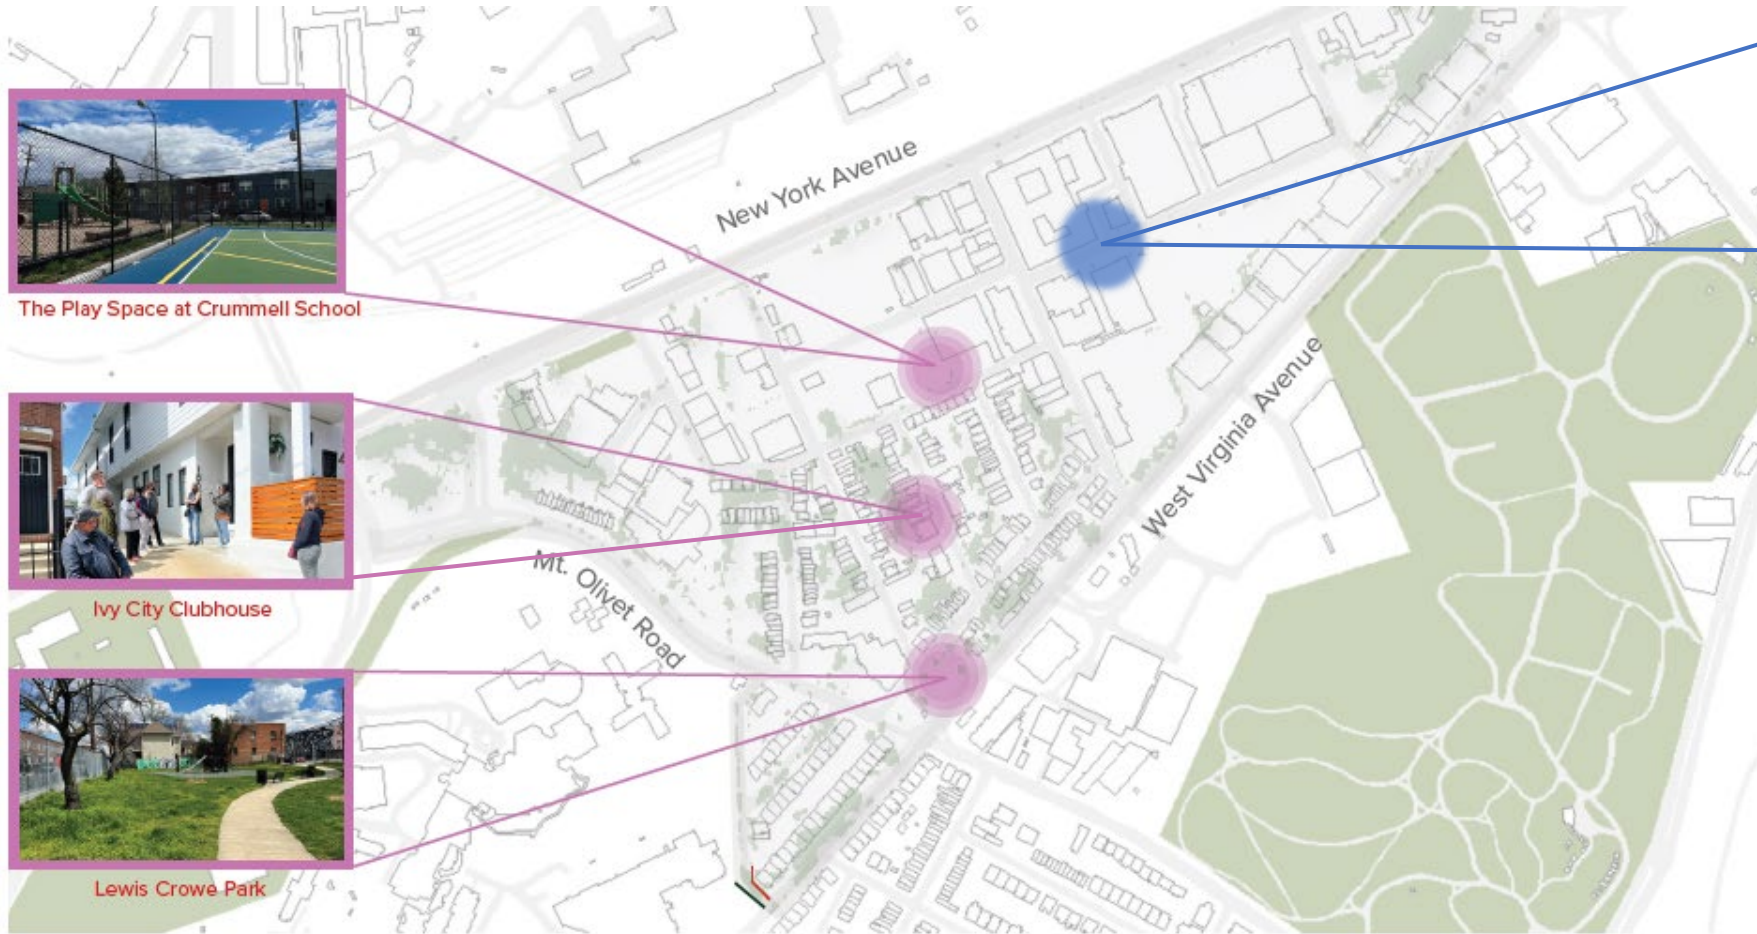 New York Avenue
The Play Space at Crummell School
West Virginia Avenue
Mt. Olivet Road
Ivy City Clubhouse
Lewis Crowe Park